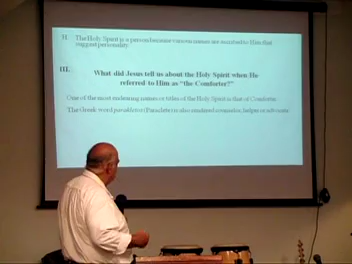 II. The Holy Spirit is a person because various names are ascribed to Him that
suggest personality.
III.
What did Jesus tell us about the Holy Spirit when He
referred to Him as “the Comforter?”
One of the most endearing names or titles of the Holy Spirit is that of Comforter.
The Greek word parakletos (Paraclete) is also rendered counselor, helper or advocate.